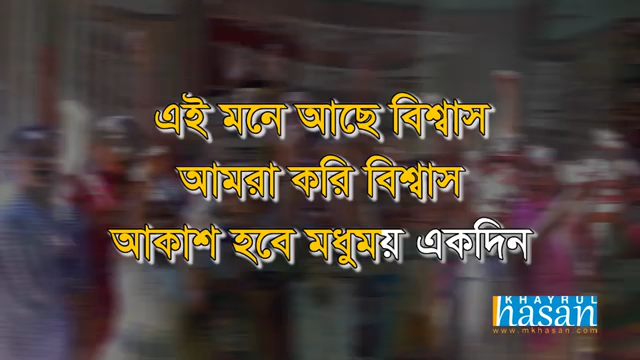 এই মনে আছে বিশ্বাস
আমরা করি বিশ্বাস
আকাশ হবে মধুময় একদিন
KHAYRUL
hasan
www.mkhasan.com